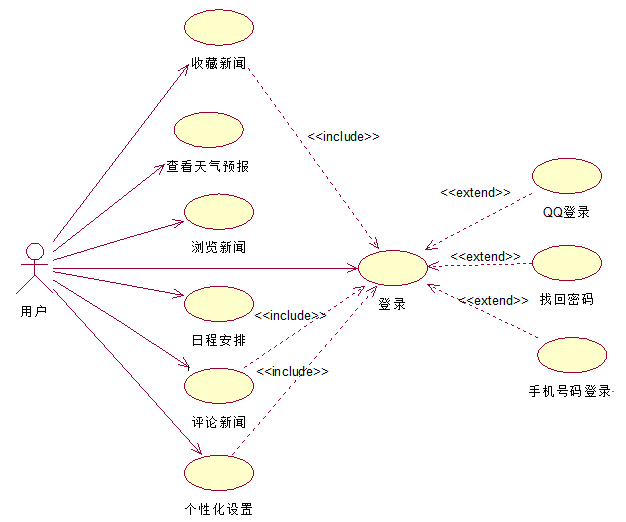 收藏新闻
<<include>>
查看天气预报
<<extend>>
QQ登录
浏览新闻
<<extend>>
找回密码
用户
登录
<<extend>>
<<include>>
日程安排
<<include>>
手机号码登录
评论新闻
个性化设置